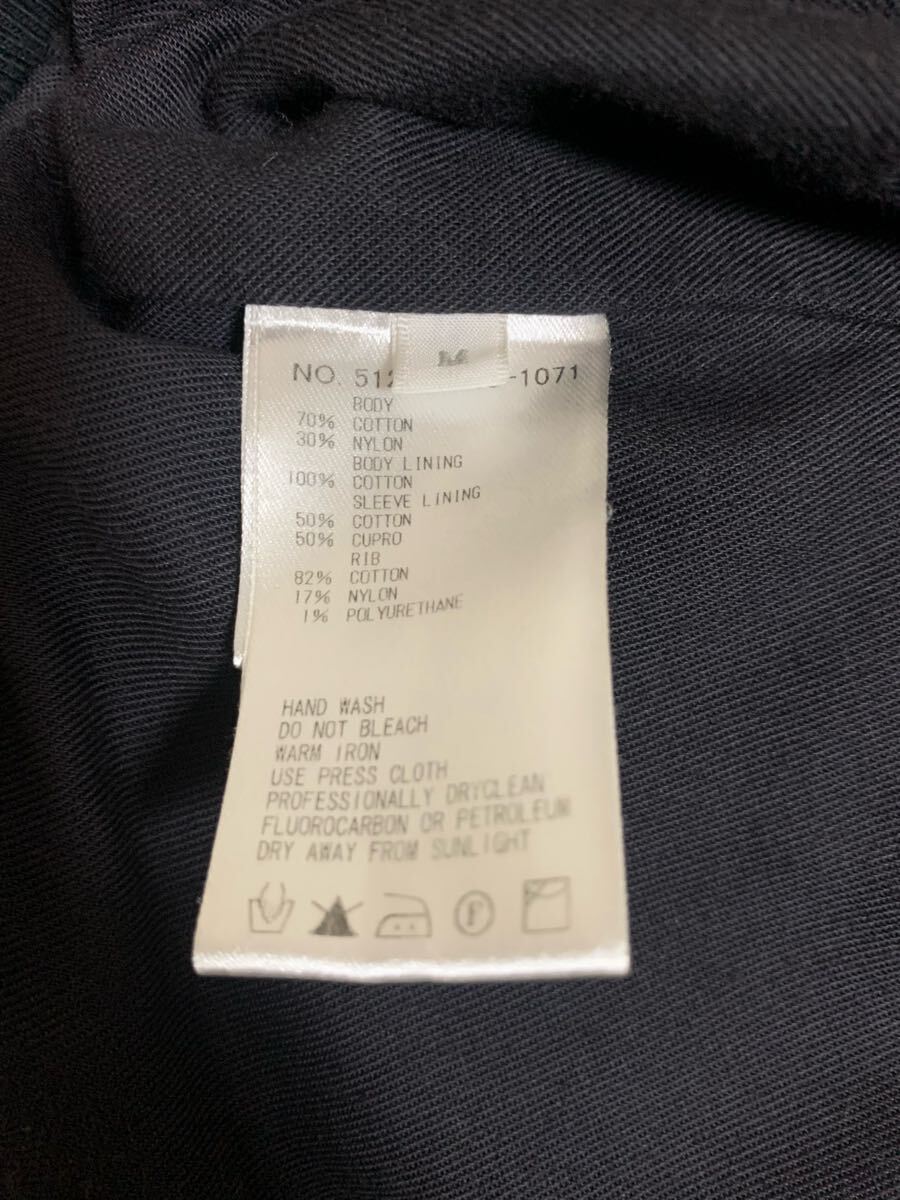 M
NO. 512 -1071
BODY
70% COTTON
30% NYLON
BODY LINING
100% COTTON
SLEEVE LINING
50% COTTON
50% CUPRO
RIB
82% COTTON
17% NYLON
1% POLYURETHANE
HAND WASH
DO NOT BLEACH
WARM IRON
USE PRESS CLOTH
PROFESSIONALLY DRYCLEAN
FLUOROCARBON OR PETROLEUM
DRY AWAY FROM SUNLIGHT
F